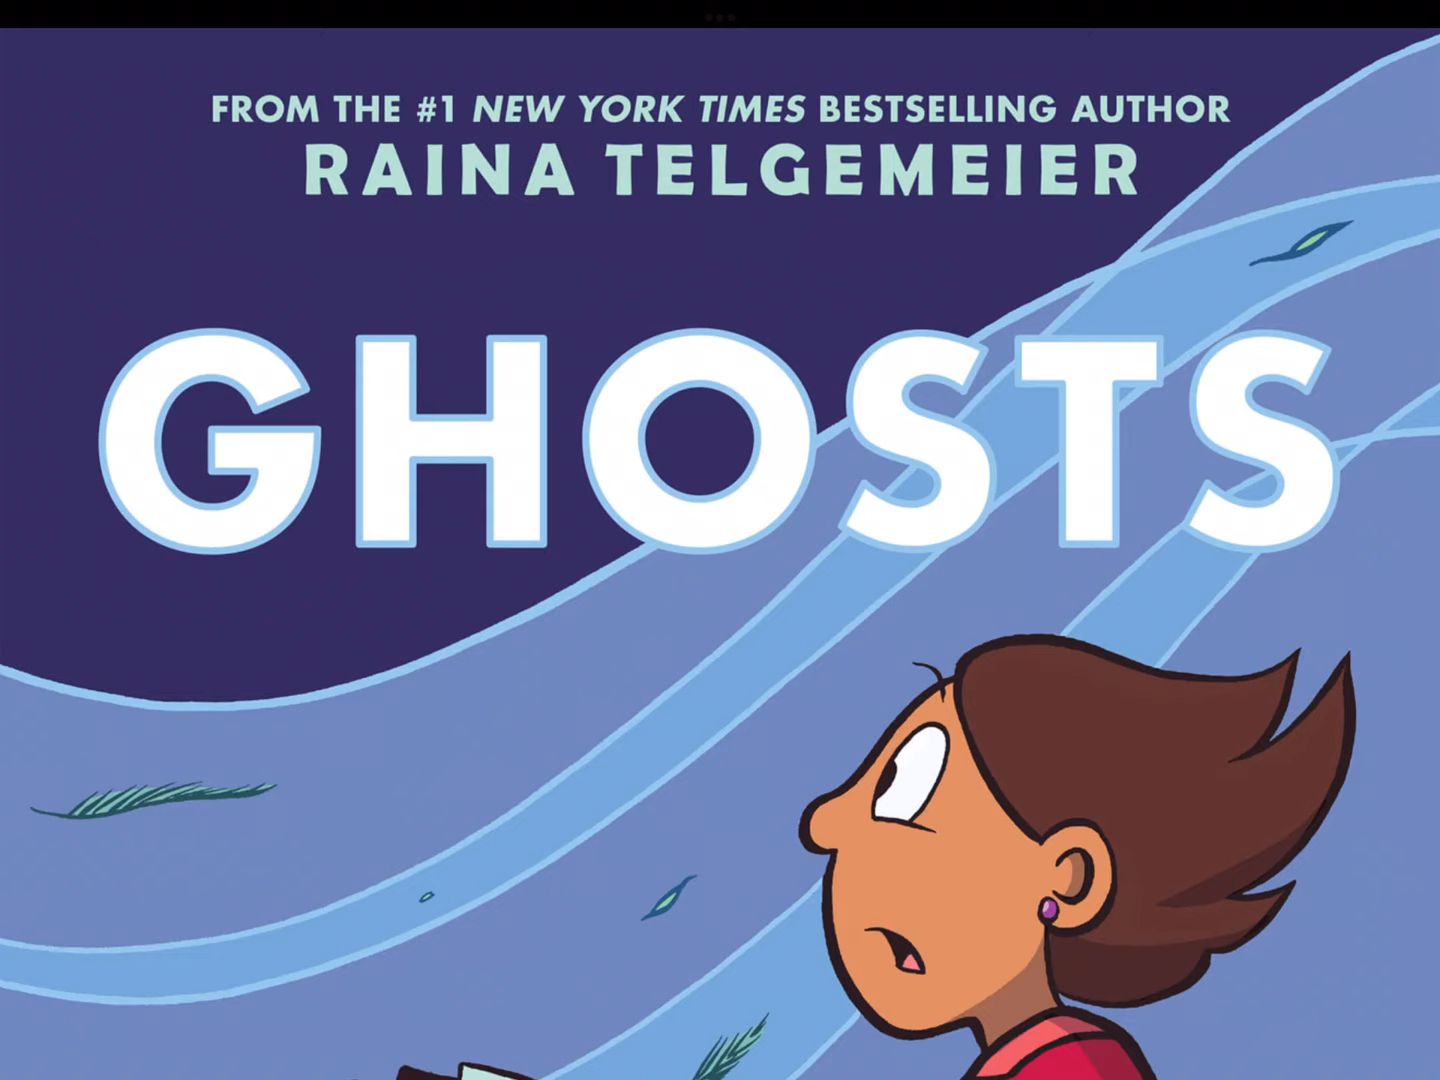 FROM THE #1 NEW YORK TIMES BESTSELLING AUTHOR
RAINA TELGEMEIER
GHOSTS